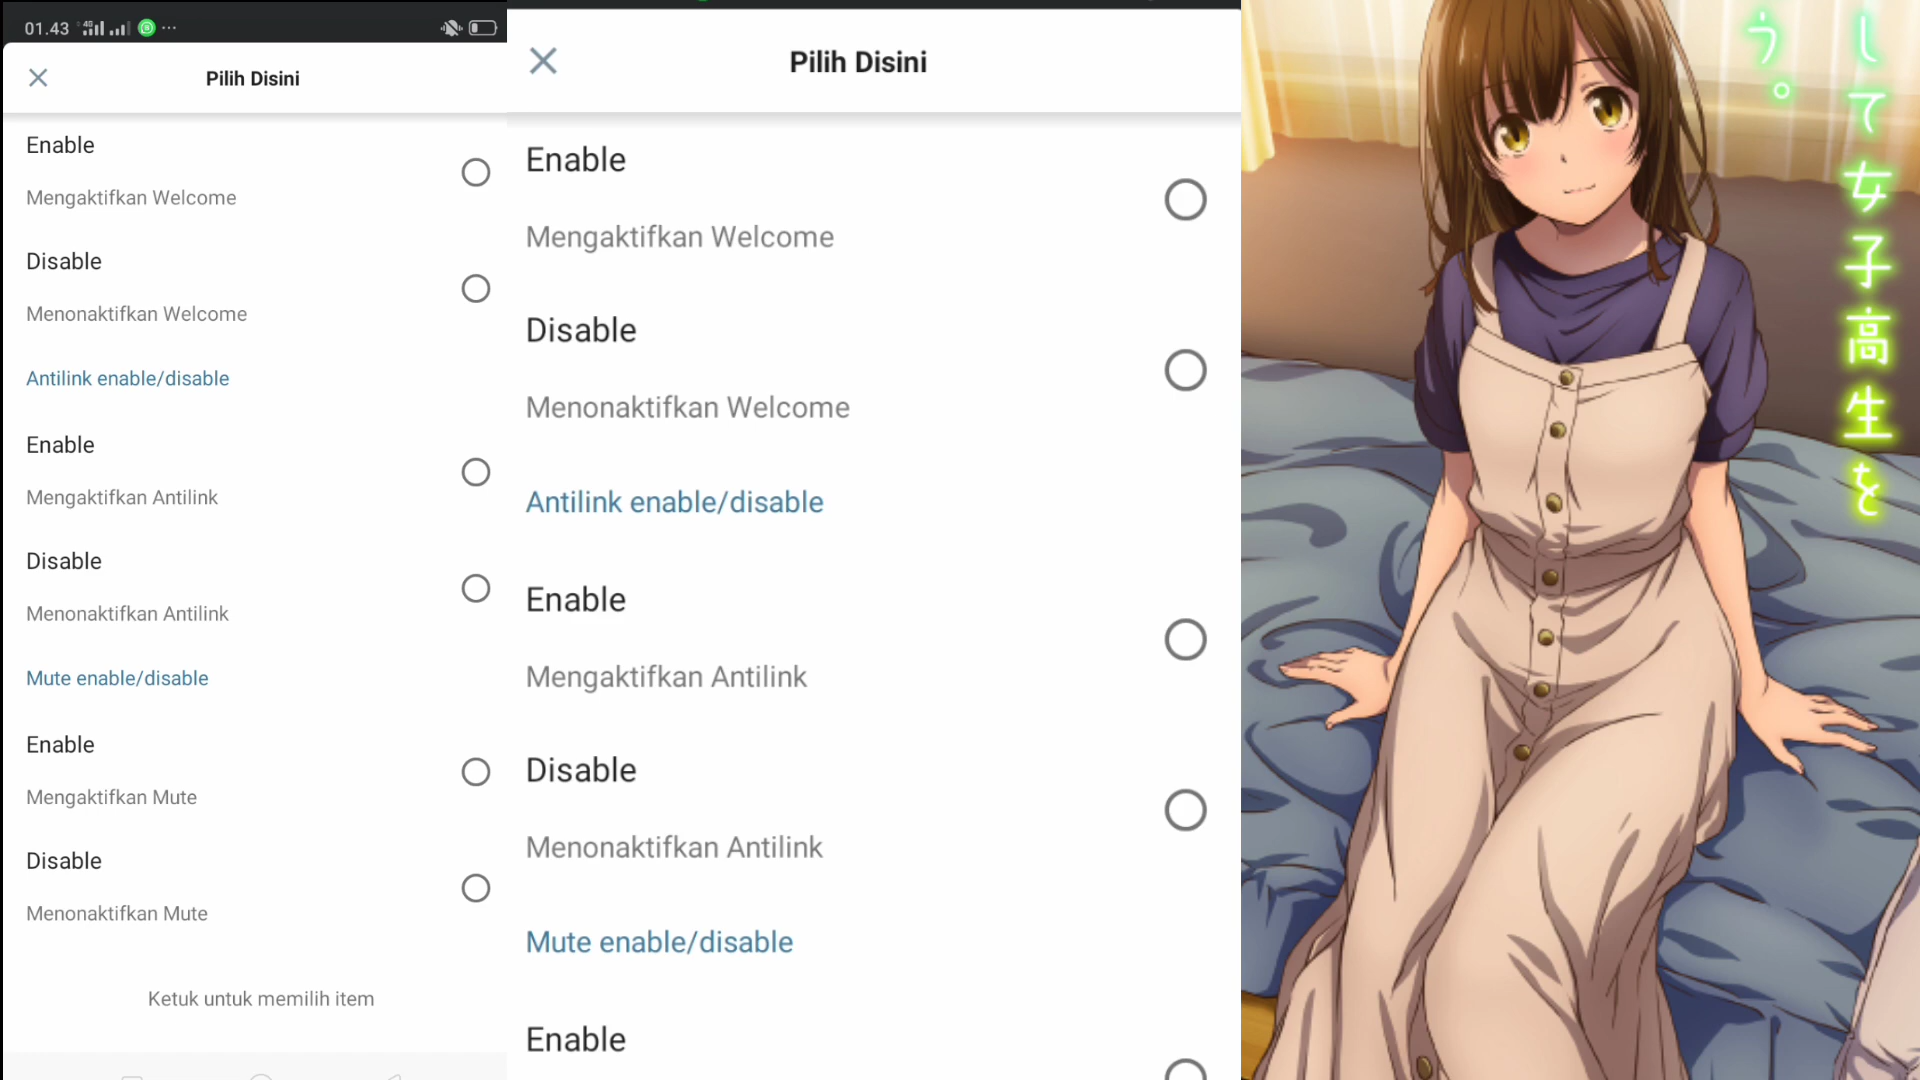 01.43
4G
Pilih Disini
Enable
Mengaktifkan Welcome
Disable
Menonaktifkan Welcome
Antilink enable/disable
Enable
Mengaktifkan Antilink
Disable
Menonaktifkan Antilink
Mute enable/disable
Enable
Mengaktifkan Mute
Disable
Menonaktifkan Mute
Ketuk untuk memilih item
Pilih Disini
Enable
Mengaktifkan Welcome
Disable
Menonaktifkan Welcome
Antilink enable/disable
Enable
Mengaktifkan Antilink
Disable
Menonaktifkan Antilink
Mute enable/disable
Enable
して女子高生を
う。